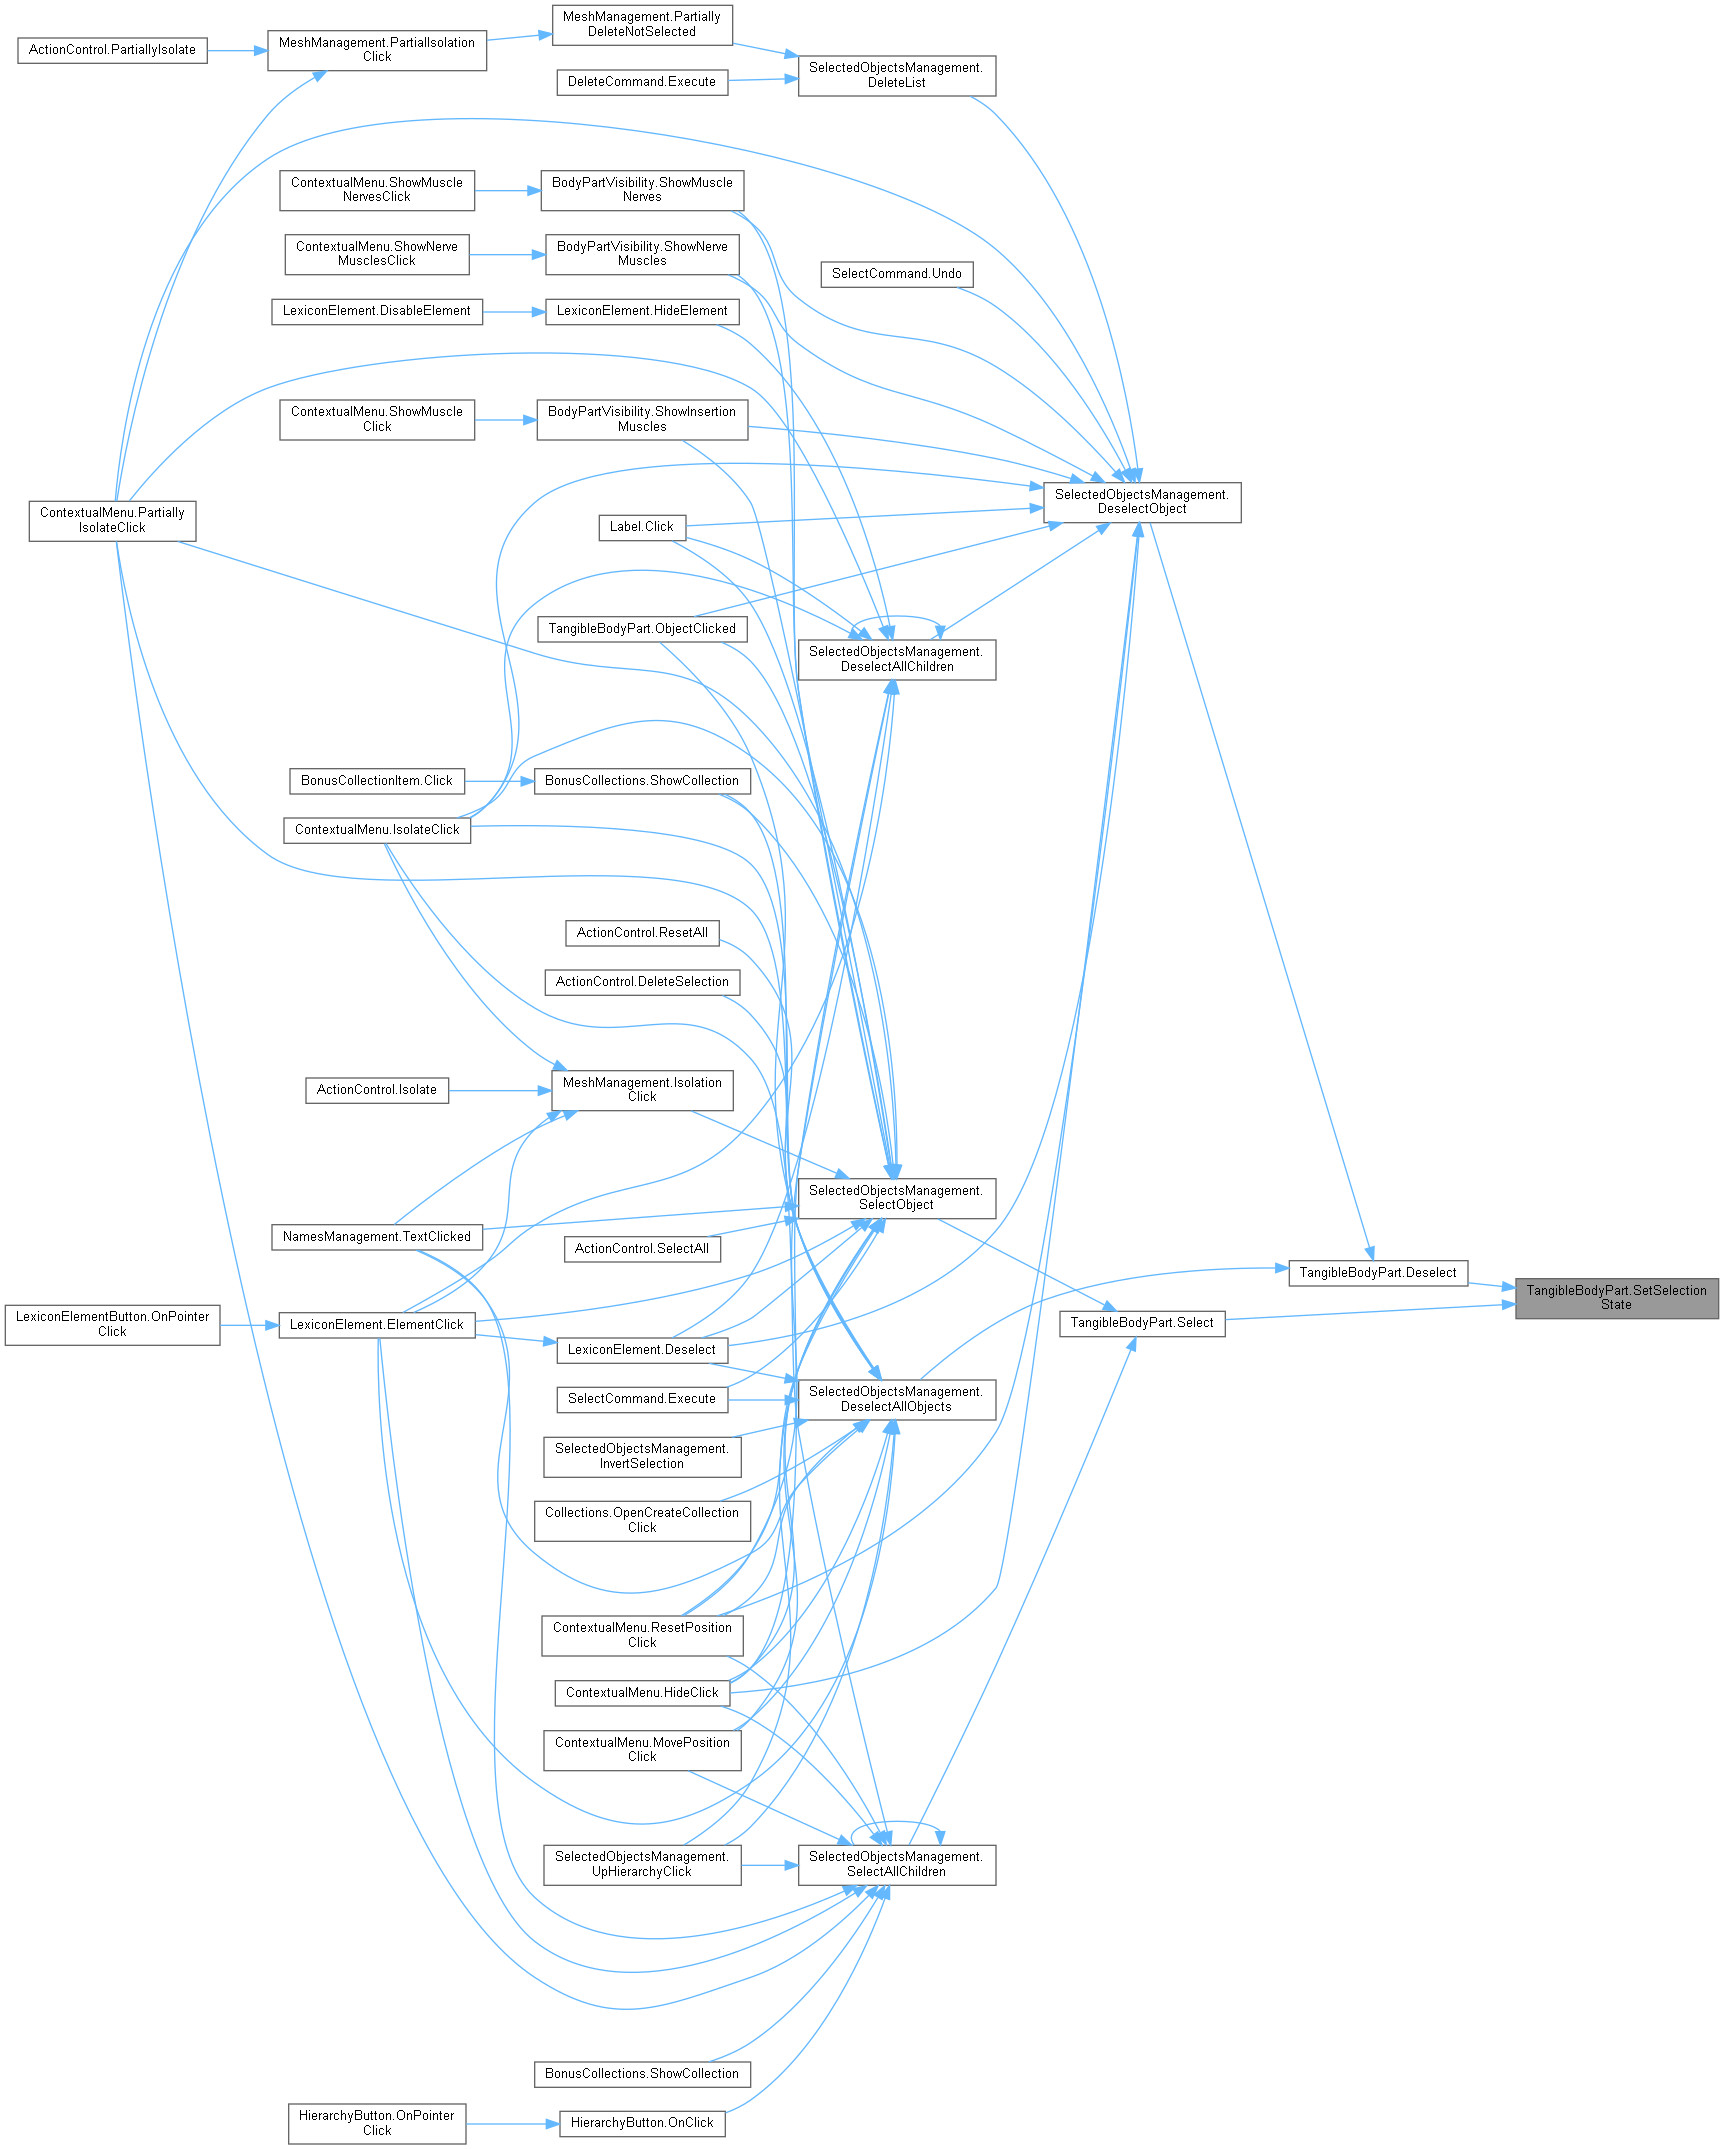 MeshManagement.Partially
DeleteNotSelected
ActionControl.PartiallyIsolate
MeshManagement.PartialIsolation
Click
SelectedObjectsManagement.
DeleteList
DeleteCommand.Execute
ContextualMenu.ShowMuscle
NervesClick
BodyPartVisibility.ShowMuscle
Nerves
ContextualMenu.ShowNerve
MusclesClick
BodyPartVisibility.ShowNerve
Muscles
SelectCommand.Undo
LexiconElement.DisableElement
LexiconElement.HideElement
ContextualMenu.ShowMuscle
Click
BodyPartVisibility.ShowInsertion
Muscles
SelectedObjectsManagement.
DeselectObject
ContextualMenu.Partially
IsolateClick
Label.Click
TangibleBodyPart.ObjectClicked
SelectedObjectsManagement.
DeselectAllChildren
BonusCollectionItem.Click
BonusCollections.ShowCollection
ContextualMenu.IsolateClick
ActionControl.ResetAll
ActionControl.DeleteSelection
MeshManagement.Isolation
Click
ActionControl.Isolate
SelectedObjectsManagement.
SelectObject
NamesManagement.TextClicked
ActionControl.SelectAll
TangibleBodyPart.Deselect
TangibleBodyPart.SetSelection
State
LexiconElementButton.OnPointer
Click
LexiconElement.ElementClick
TangibleBodyPart.Select
LexiconElement.Deselect
SelectCommand.Execute
SelectedObjectsManagement.
DeselectAllObjects
SelectedObjectsManagement.
InvertSelection
Collections.OpenCreateCollection
Click
ContextualMenu.ResetPosition
Click
ContextualMenu.HideClick
ContextualMenu.MovePosition
Click
SelectedObjectsManagement.
UpHierarchyClick
SelectedObjectsManagement.
SelectAllChildren
BonusCollections.ShowCollection
HierarchyButton.OnPointer
Click
HierarchyButton.OnClick